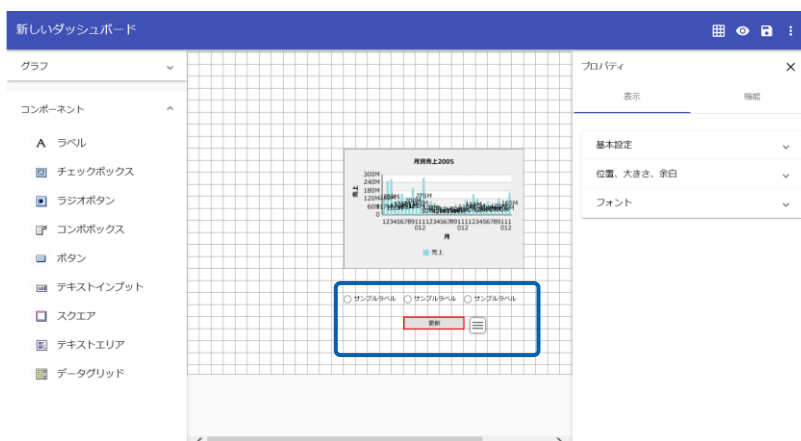 新しいダッシュボード
グラフ
コンポーネント
A ラベル
チェックボックス
ラジオボタン
コンボボックス
ボタン
テキストインプット
スクエア
テキストエリア
データグリッド
月別売上2005
売上
300M
240M
180M
120M
60M
0
275M
123456789111123456789111123456789111
012 012 012
月
売上
サンプルラベル サンプルラベル サンプルラベル
更新
プロパティ
表示 機能
基本設定
位置、大きさ、余白
フォント